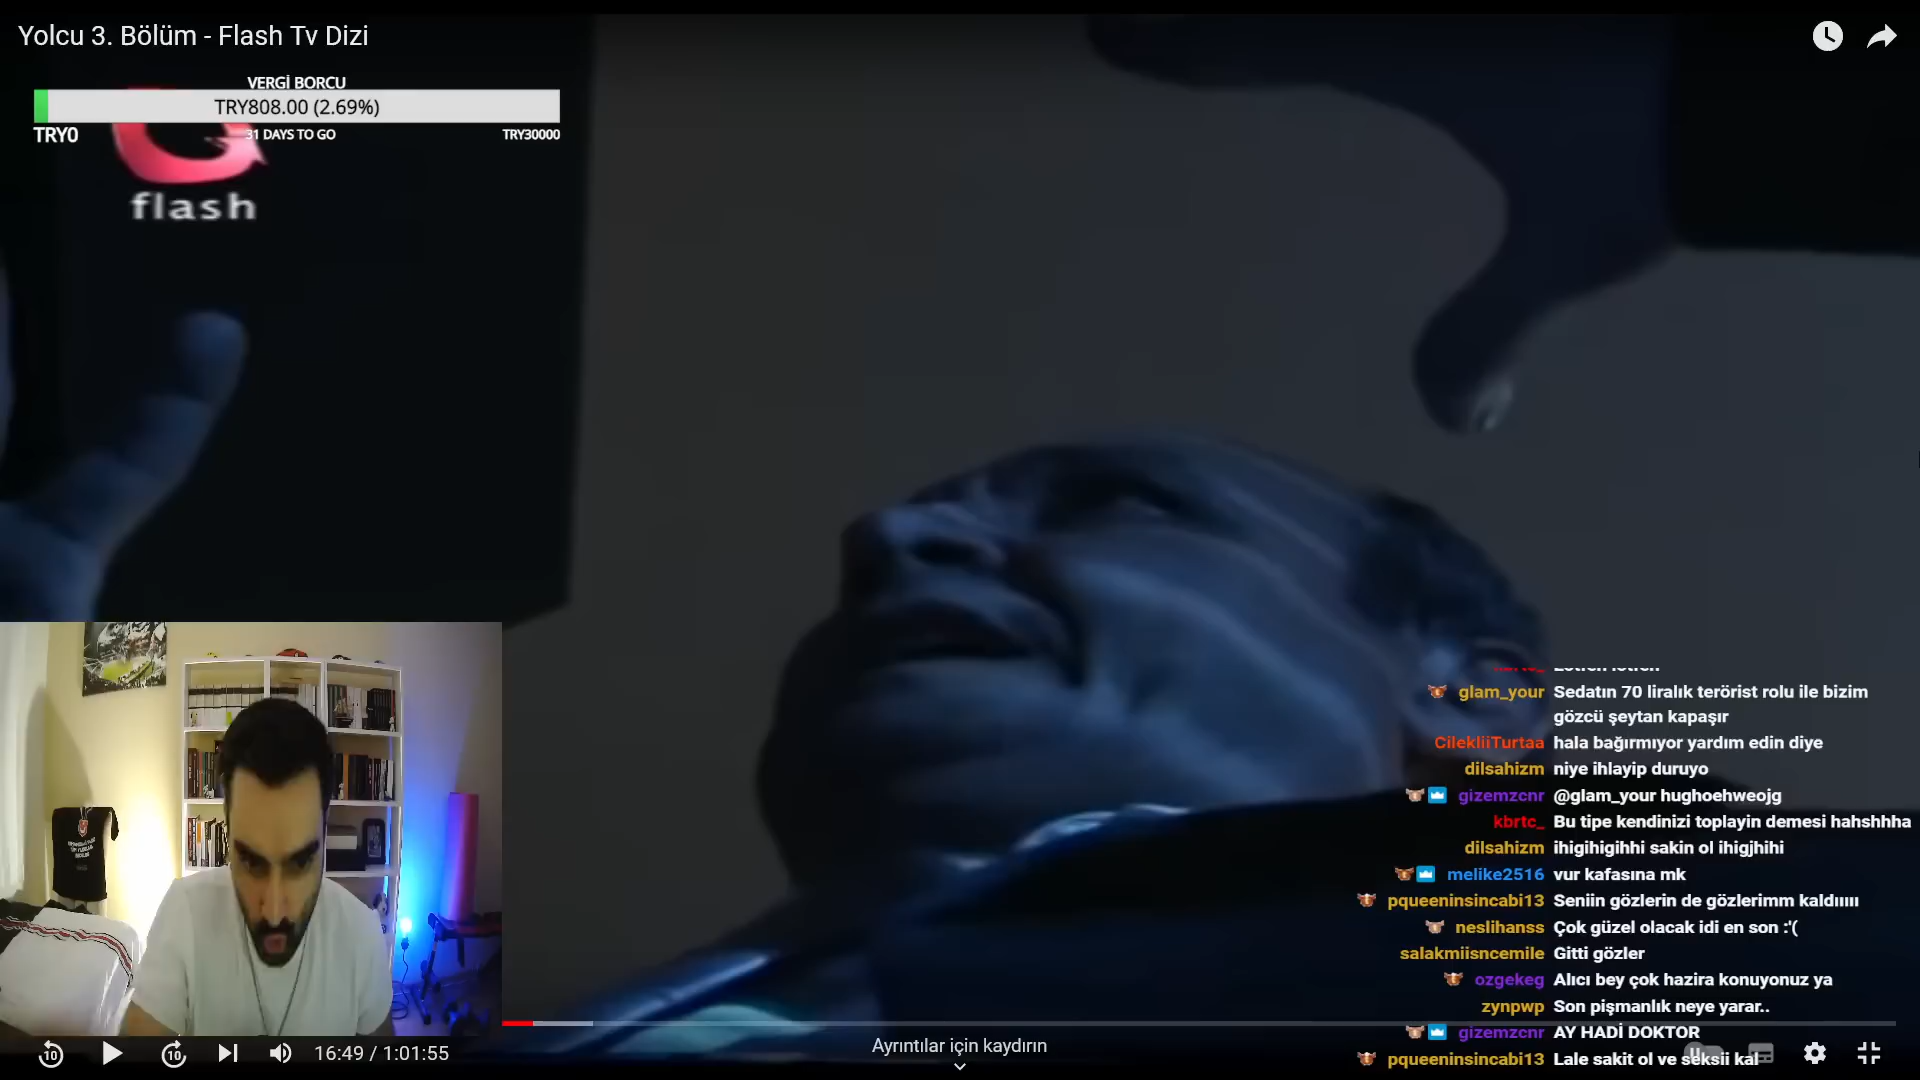 Yolcu 3. Bölüm - Flash Tv Dizi
VERGİ BORCU
TRY808.00 (2.69%)
TRY0
31 DAYS TO GO
TRY30000
flash
glam_your Sedatın 70 liralık terörist rolu ile bizim
gözcü şeytan kapaşır
CilekliiTurtaa hala bağırmıyor yardım edin diye
dilsahizm niye ihlayip duruyo
gizemzcnr @glam_your hughoehweojg
kbrtc_ Bu tipe kendinizi toplayin demesi hahshhha
dilsahizm ihigihigihhi sakin ol ihigjhihi
melike2516 vur kafasına mk
pqueeninsincabi13 Seniin gözlerin de gözlerimm kaldııııı
neslihanss Çok güzel olacak idi en son :'(
salakmiisncemile Gitti gözler
ozgekeg Alıcı bey çok hazira konuyonuz ya
zynpwp Son pişmanlık neye yarar..
gizemzcnr AY HADİ DOKTOR
pqueeninsincabi13 Lale sakit ol ve seksii kal
10
10
16:49 / 1:01:55
Ayrıntılar için kaydırın